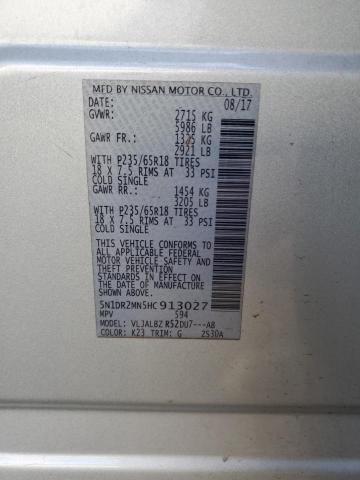 MFD BY NISSAN MOTOR CO., LTD.
DATE: 08/17
GVWR: 2715 KG
5986 LB
GAWR FR.: 1325 KG
2921 LB
WITH P235/65R18 TIRES
18 X 7.5 RIMS AT 33 PSI
COLD SINGLE
GAWR RR.: 1454 KG
3205 LB
WITH P235/65R18 TIRES
18 X 7.5 RIMS AT 33 PSI
COLD SINGLE
THIS VEHICLE CONFORMS TO
ALL APPLICABLE FEDERAL
MOTOR VEHICLE SAFETY AND
THEFT PREVENTION
STANDARDS IN EFFECT ON
THE DATE OF MANUFACTURE
SHOWN ABOVE.
5N1DR2MN5HC913027
MPV 594
MODEL: VLJALBZ R52DU7---AB
COLOR: K23 TRIM: G 2S30A